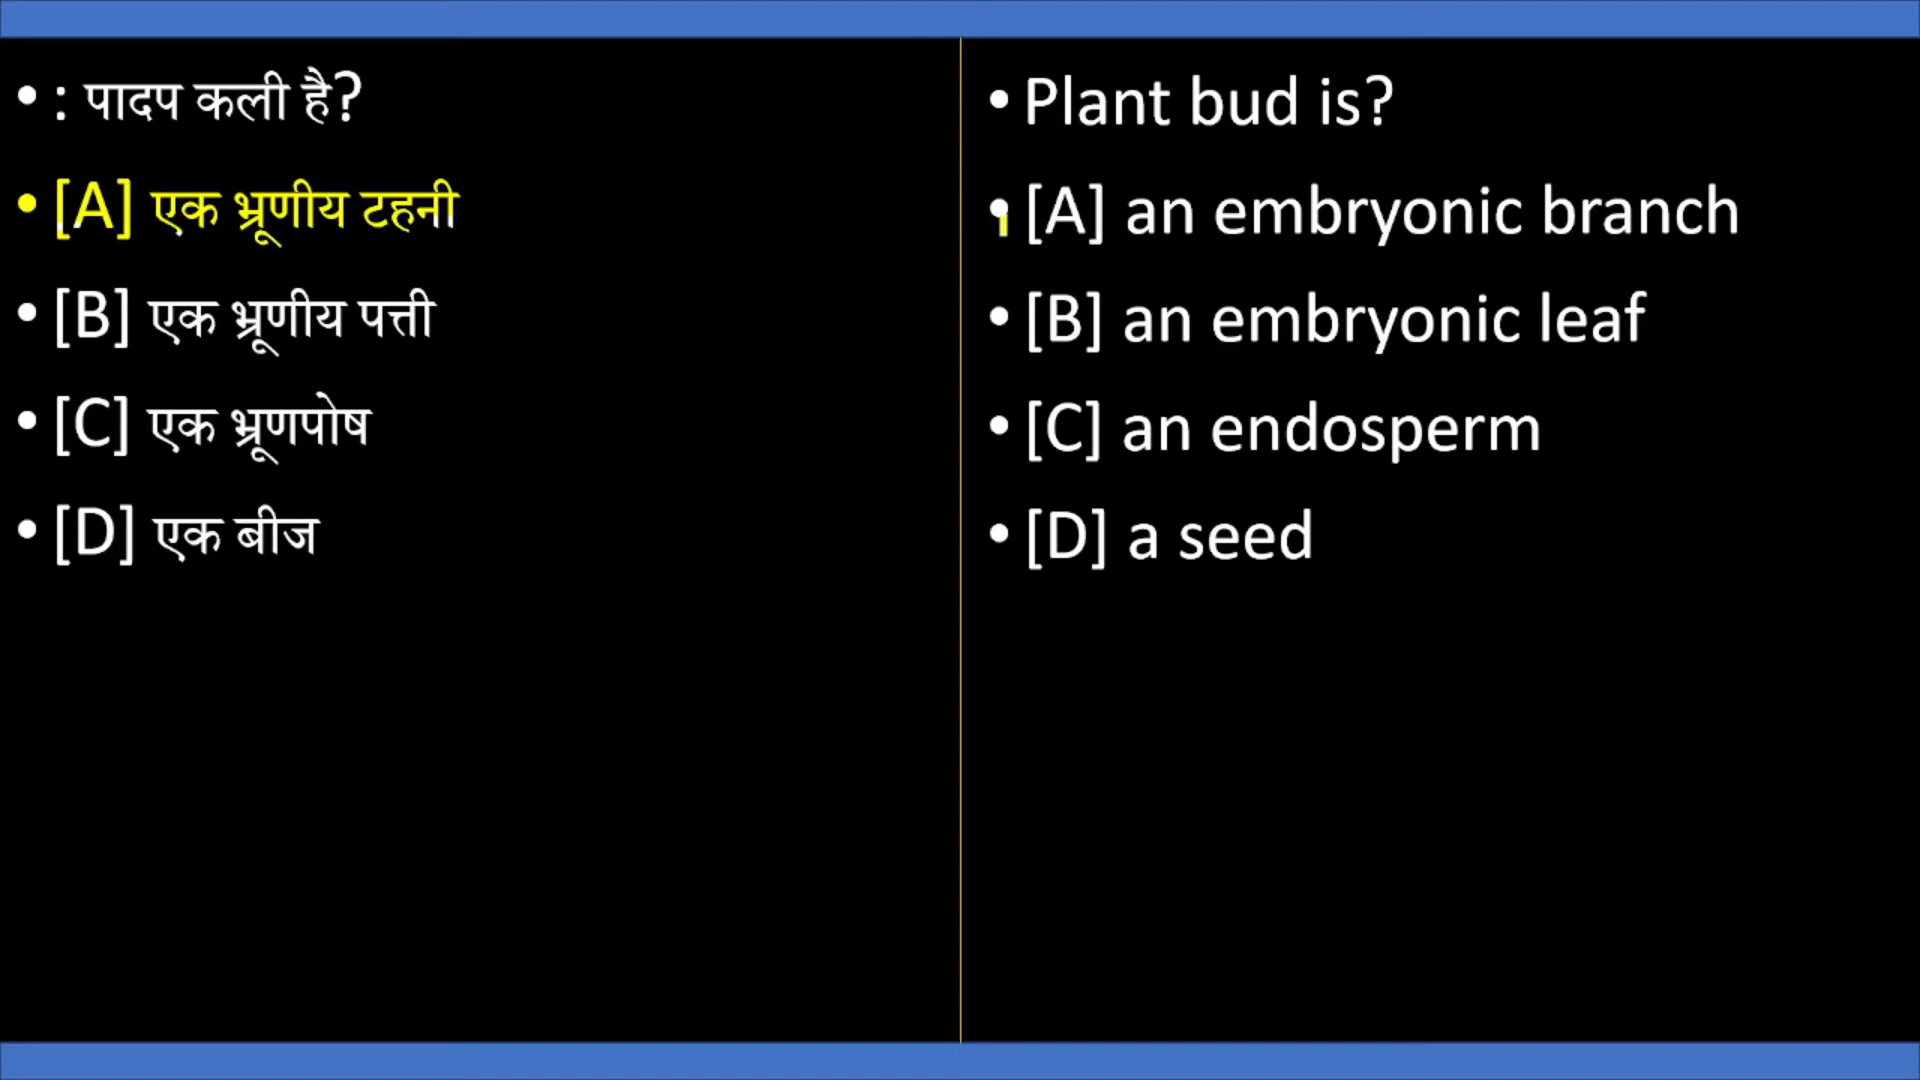 • : पादप कली है?
• [A] एक भ्रूणीय टहनी
• [B] एक भ्रूणीय पत्ती
• [C] एक भ्रूणपोष
• [D] एक बीज
• Plant bud is?
• [A] an embryonic branch
• [B] an embryonic leaf
• [C] an endosperm
• [D] a seed